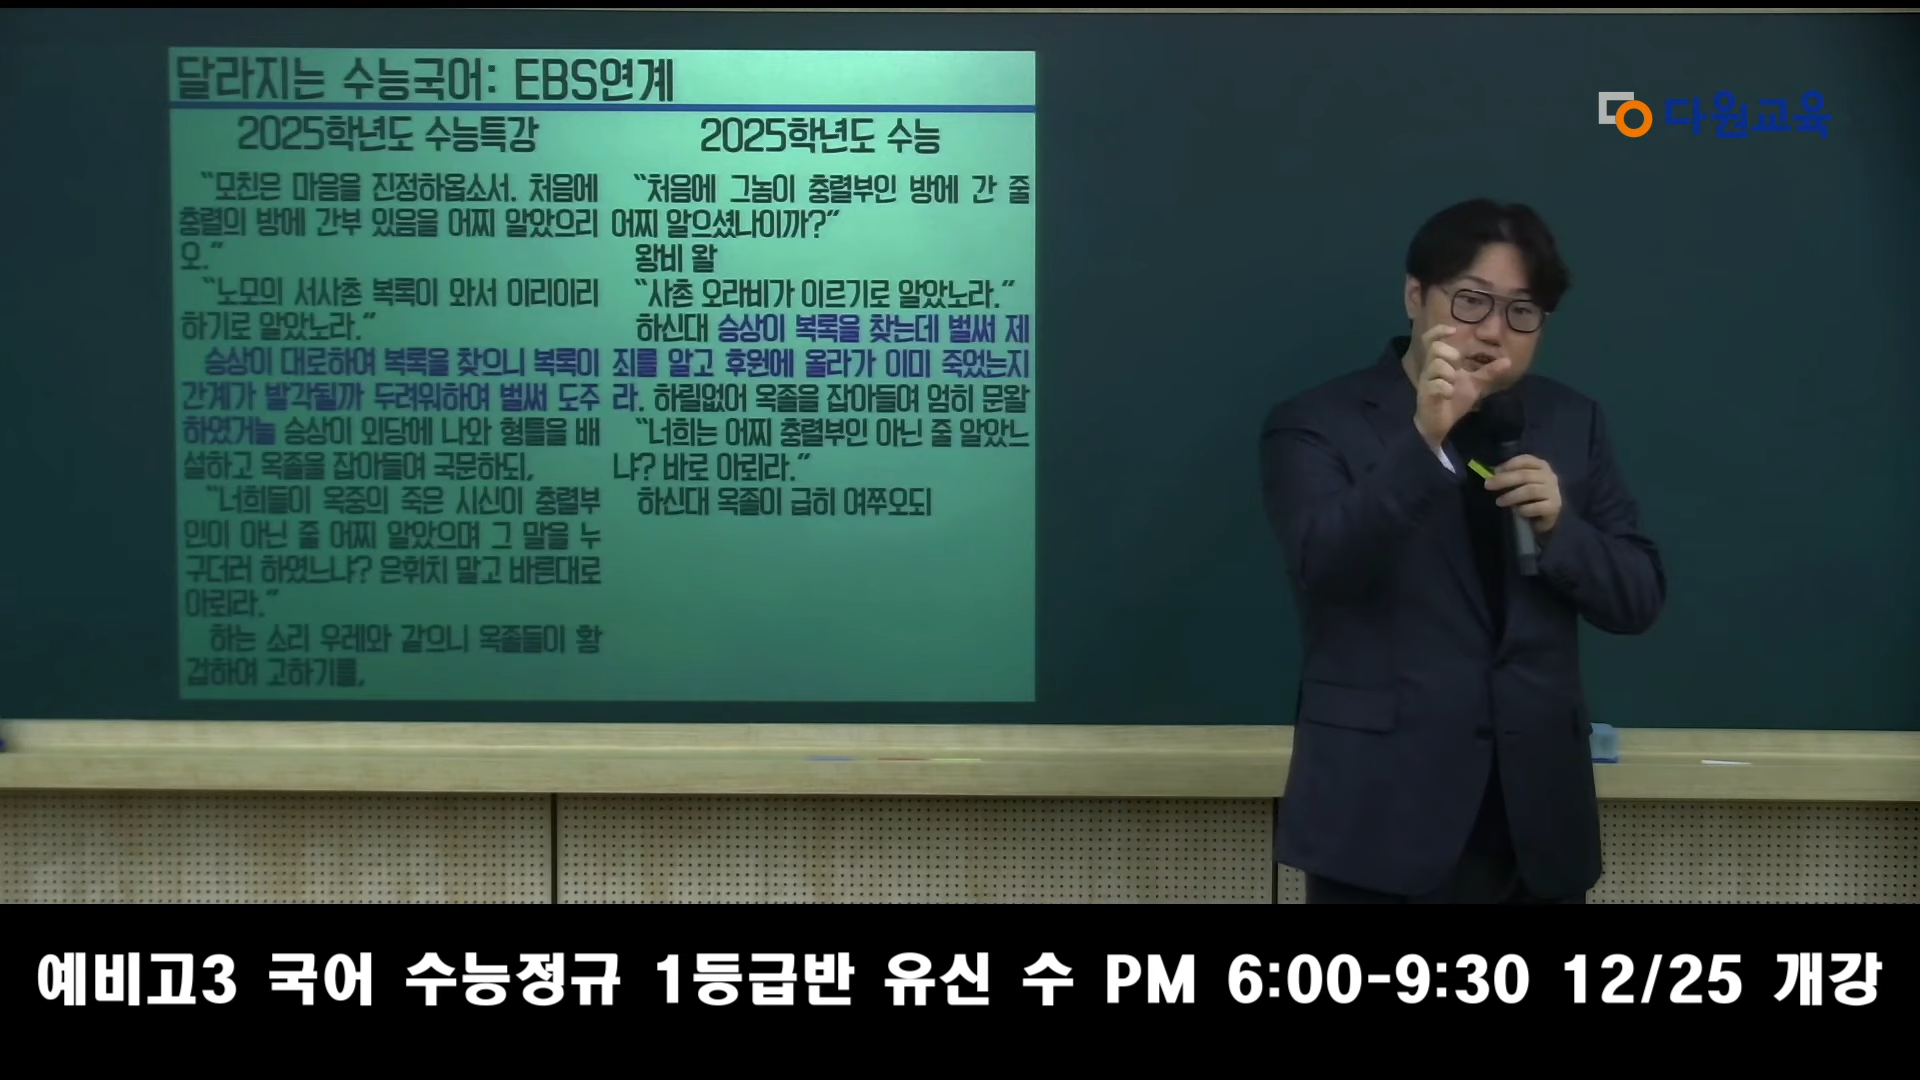 달라지는 수능국어: EBS연계
2025학년도 수능특강
“모친은 마음을 진정하옵소서. 처음에
충렬의 방에 간부 있음을 어찌 알았으리
오.”
“노모의 서사촌 복록이 와서 이리이리
하기로 알았노라.”
승상이 대로하여 복록을 찾으니 복록이
간계가 발각될까 두려워하여 벌써 도주
하였거늘 승상이 외당에 나와 형틀을 배
설하고 옥졸을 잡아들여 국문하되,
“너희들이 옥중의 죽은 시신이 충렬부
인이 아닌 줄 어찌 알았으며 그 말을 누
구더러 하였느냐? 은휘치 말고 바른대로
아뢰라.”
하는 소리 우레와 같으니 옥졸들이 황
겁하여 고하기를,
2025학년도 수능
“처음에 그놈이 충렬부인 방에 간 줄
어찌 알으셨나이까?”
왕비 왈
“사촌 오라비가 이르기로 알았노라.”
하신대 승상이 복록을 찾는데 벌써 제
죄를 알고 후원에 올라가 이미 죽었는지
라. 하릴없어 옥졸을 잡아들여 엄히 문왈
“너희는 어찌 충렬부인 아닌 줄 알았느
냐? 바로 아뢰라.”
하신대 옥졸이 급히 여쭈오되
다원교육
예비고3 국어 수능정규 1등급반 유신 수 PM 6:00-9:30 12/25 개강